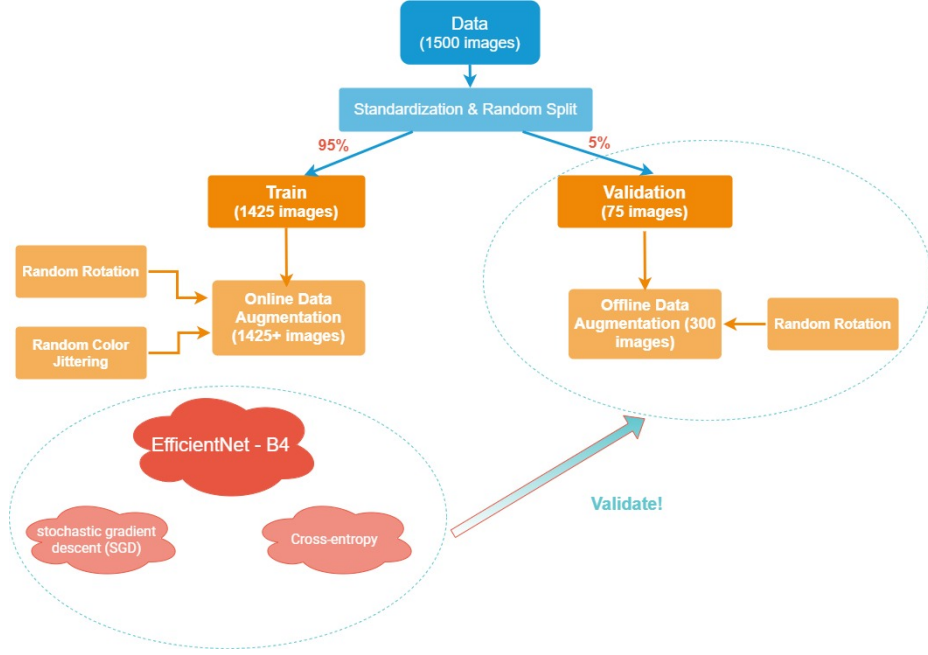 Data
(1500 images)
Standardization & Random Split
95%
5%
Train
(1425 images)
Validation
(75 images)
Random Rotation
Online Data
Augmentation
(1425+ images)
Offline Data
Augmentation (300
images)
Random Rotation
Random Color
Jittering
EfficientNet - B4
Validate!
stochastic gradient
descent (SGD)
Cross-entropy